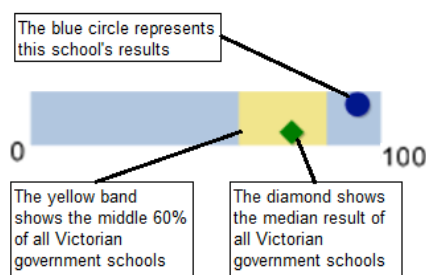 The blue circle represents
this school's results
0
100
The yellow band
shows the middle 60%
of all Victorian
government schools
The diamond shows
the median result of
all Victorian
government schools